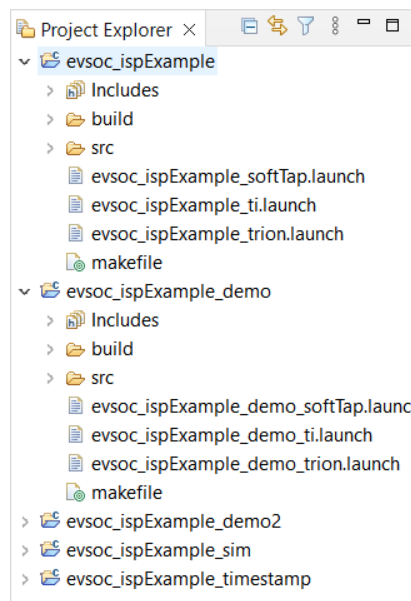 Project Explorer
evsoc_ispExample
Includes
build
src
evsoc_ispExample_softTap.launch
evsoc_ispExample_ti.launch
evsoc_ispExample_trion.launch
makefile
evsoc_ispExample_demo
Includes
build
src
evsoc_ispExample_demo_softTap.launc
evsoc_ispExample_demo_ti.launch
evsoc_ispExample_demo_trion.launch
makefile
evsoc_ispExample_demo2
evsoc_ispExample_sim
evsoc_ispExample_timestamp